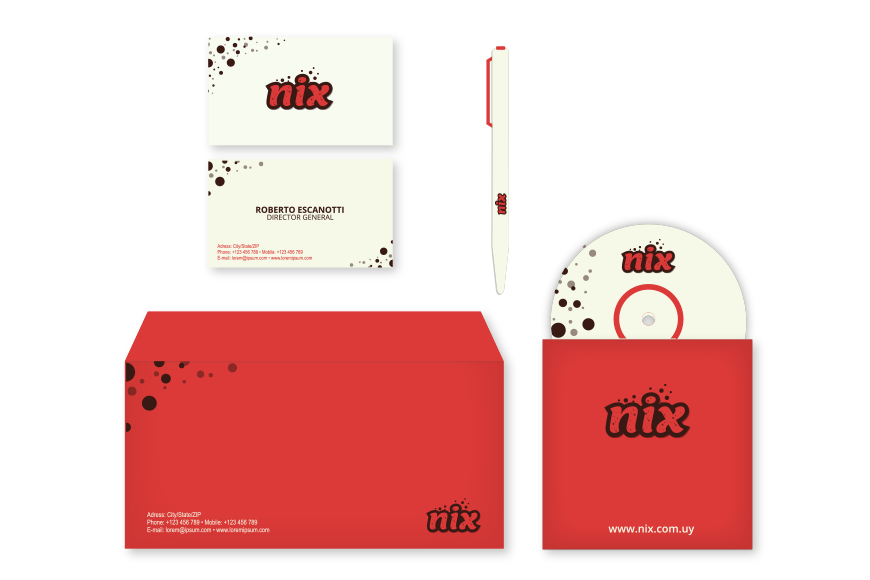 nix
ROBERTO ESCANOTTI
DIRECTOR GENERAL
Adress: City/State/ZIP
Phone: +123 456 789 • Mobile: +123 456 789
E-mail: lorem@ipsum.com • www.loremipsum.com
nix
nix
Adress: City/State/ZIP
Phone: +123 456 789 • Mobile: +123 456 789
E-mail: lorem@ipsum.com • www.loremipsum.com
nix
nix
www.nix.com.uy